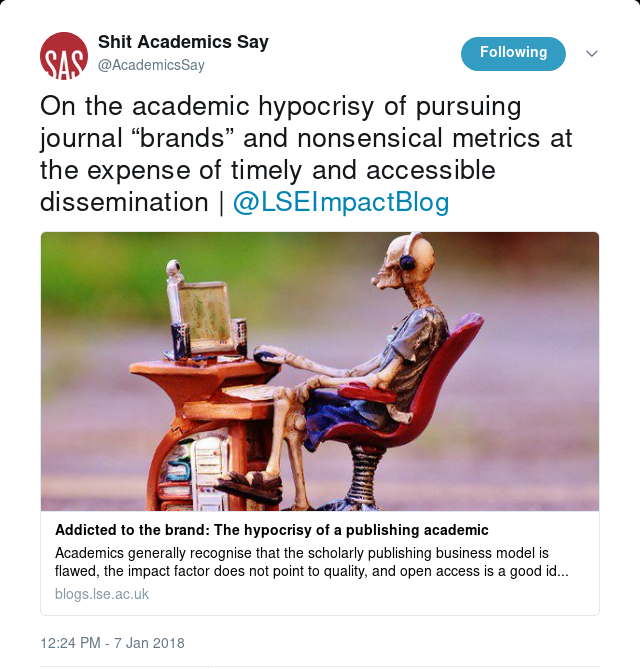 Shit Academics Say
@AcademicsSay
Following
SAS
On the academic hypocrisy of pursuing
journal “brands” and nonsensical metrics at
the expense of timely and accessible
dissemination | @LSEImpactBlog
Addicted to the brand: The hypocrisy of a publishing academic
Academics generally recognise that the scholarly publishing business model is
flawed, the impact factor does not point to quality, and open access is a good id...
blogs.lse.ac.uk
12:24 PM - 7 Jan 2018